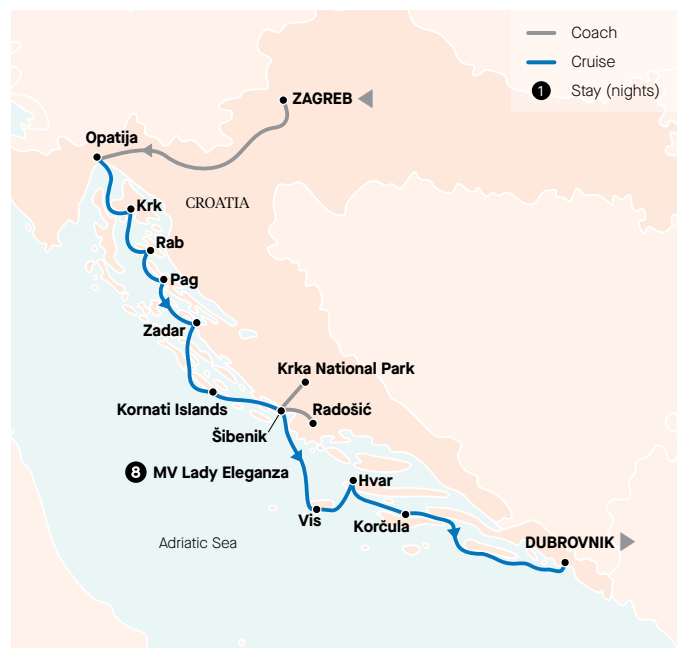 Coach
Cruise
1 Stay (nights)
ZAGREB
Opatija
Krk
CROATIA
Rab
Pag
Zadar
Krka National Park
Kornati Islands
Radošić
Šibenik
8 MV Lady Eleganza
Hvar
Vis
Korčula
Adriatic Sea
DUBROVNIK